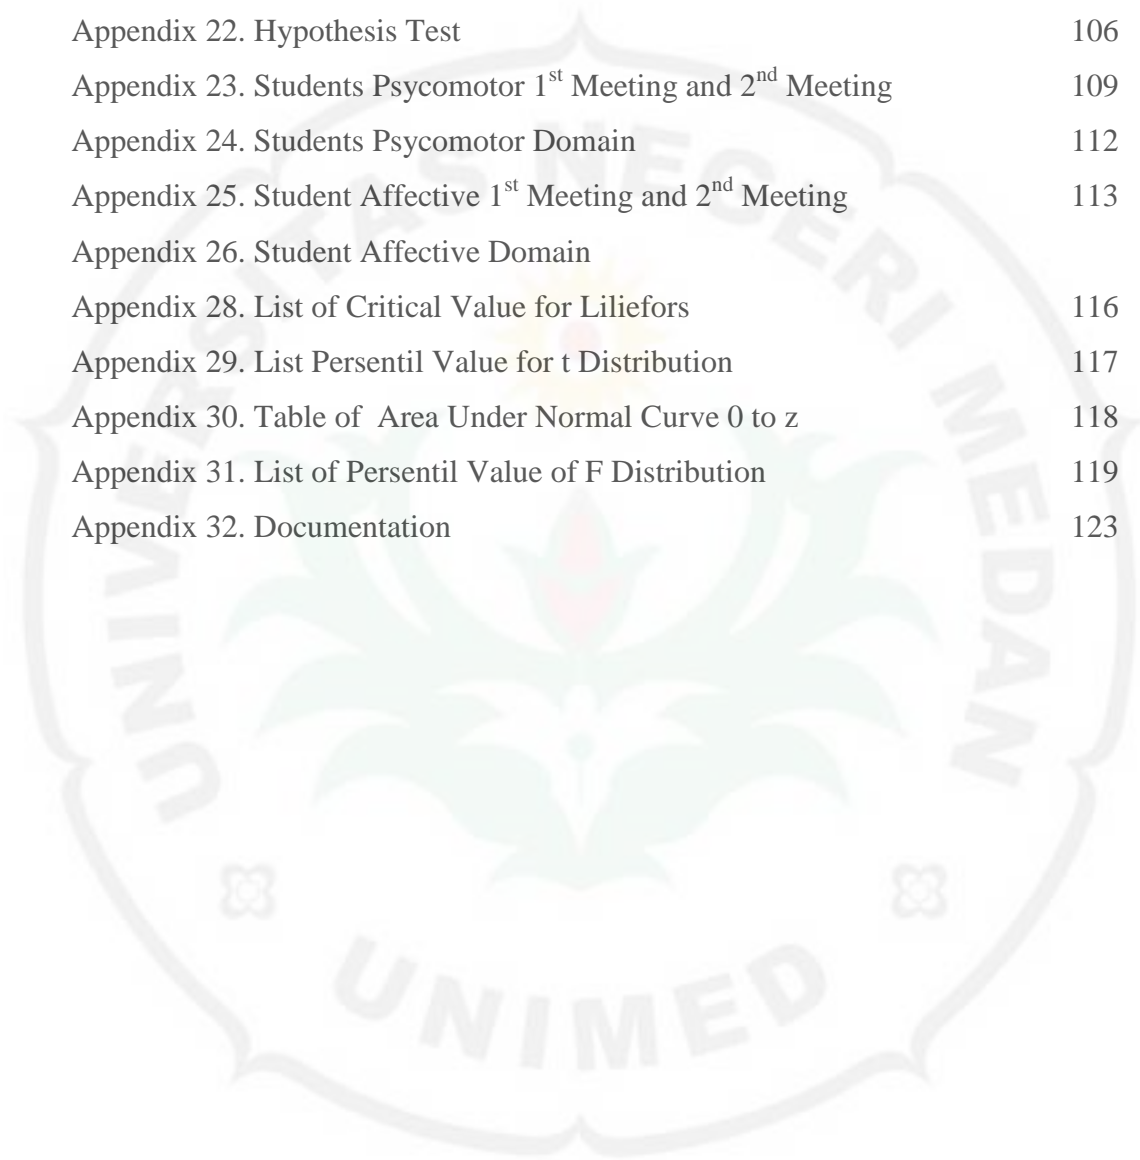 Appendix 22. Hypothesis Test 106
Appendix 23. Students Psycomotor 1st Meeting and 2nd Meeting 109
Appendix 24. Students Psycomotor Domain 112
Appendix 25. Student Affective 1st Meeting and 2nd Meeting 113
Appendix 26. Student Affective Domain
Appendix 28. List of Critical Value for Liliefors 116
Appendix 29. List Persentil Value for t Distribution 117
Appendix 30. Table of Area Under Normal Curve 0 to z 118
Appendix 31. List of Persentil Value of F Distribution 119
Appendix 32. Documentation 123
UNIVERSITAS NEGERI MEDAN
UNIMED